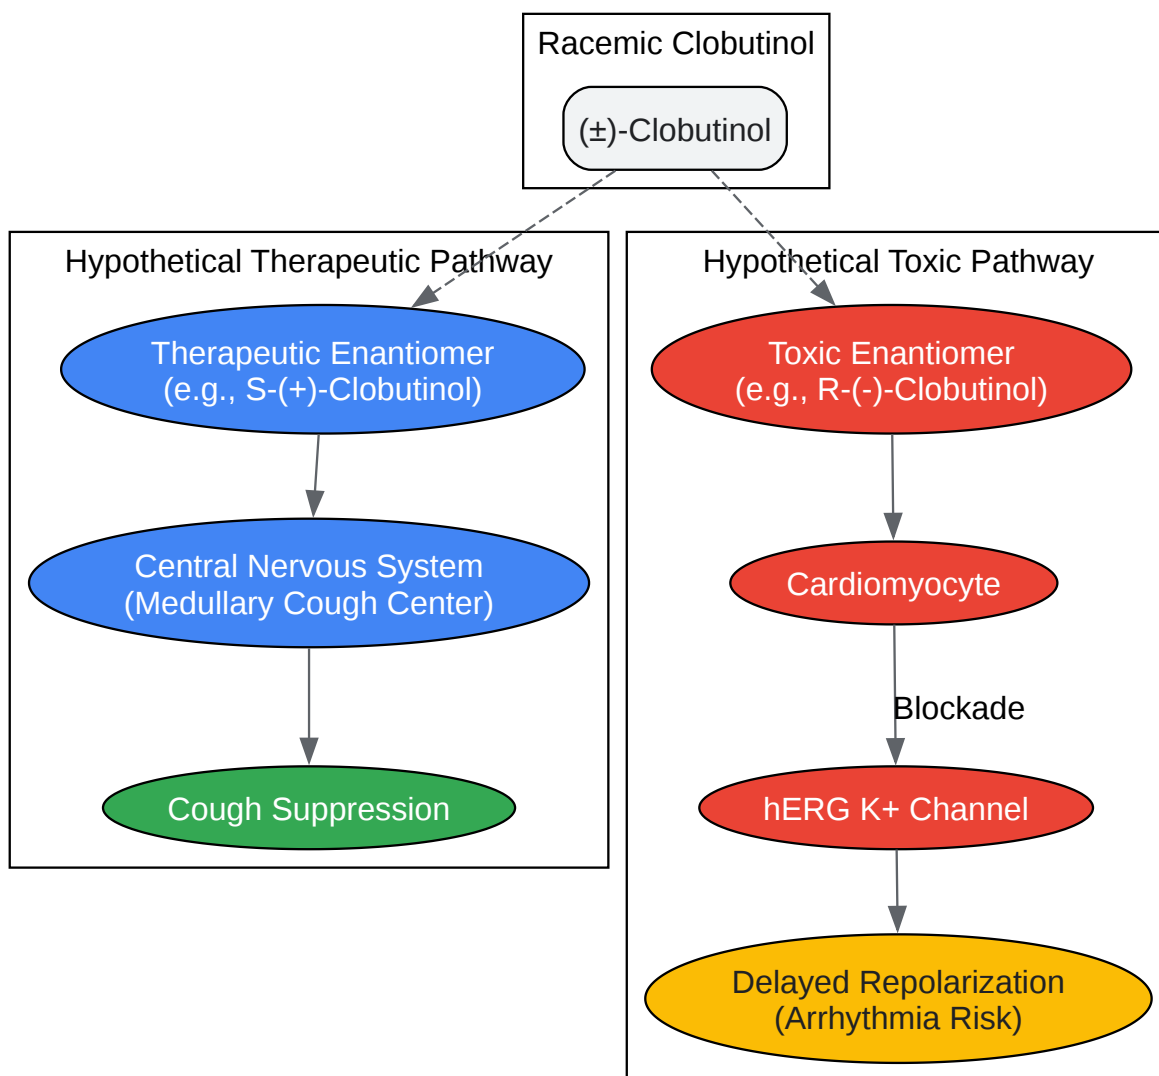 Racemic Clobutinol
(±)-Clobutinol
Hypothetical Therapeutic Pathway
Therapeutic Enantiomer
(e.g., S-(+)-Clobutinol)
Central Nervous System
(Medullary Cough Center)
Cough Suppression
Hypothetical Toxic Pathway
Toxic Enantiomer
(e.g., R-(-)-Clobutinol)
Cardiomyocyte
Blockade
hERG K+ Channel
Delayed Repolarization
(Arrhythmia Risk)